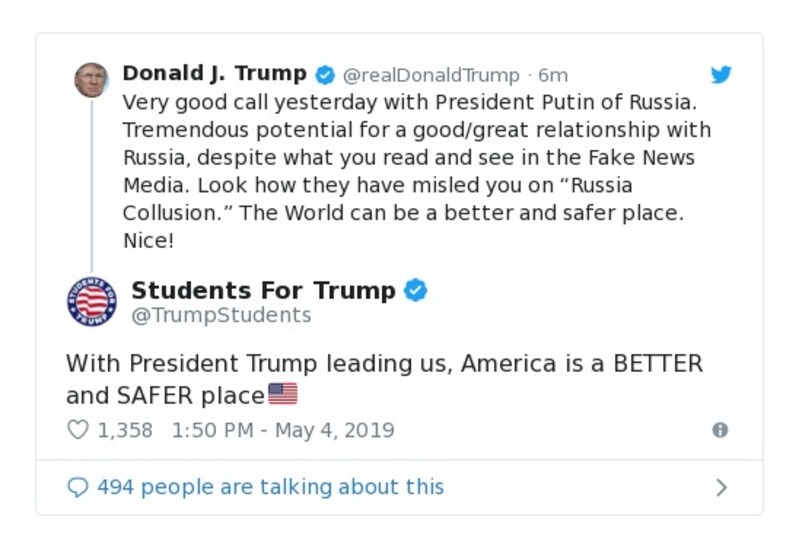 Donald J. Trump @realDonaldTrump · 6m
Very good call yesterday with President Putin of Russia.
Tremendous potential for a good/great relationship with
Russia, despite what you read and see in the Fake News
Media. Look how they have misled you on “Russia
Collusion.” The World can be a better and safer place.
Nice!
STUDENTS FOR TRUMP
Students For Trump
@TrumpStudents
With President Trump leading us, America is a BETTER
and SAFER place🇺🇸
1,358 1:50 PM - May 4, 2019
494 people are talking about this